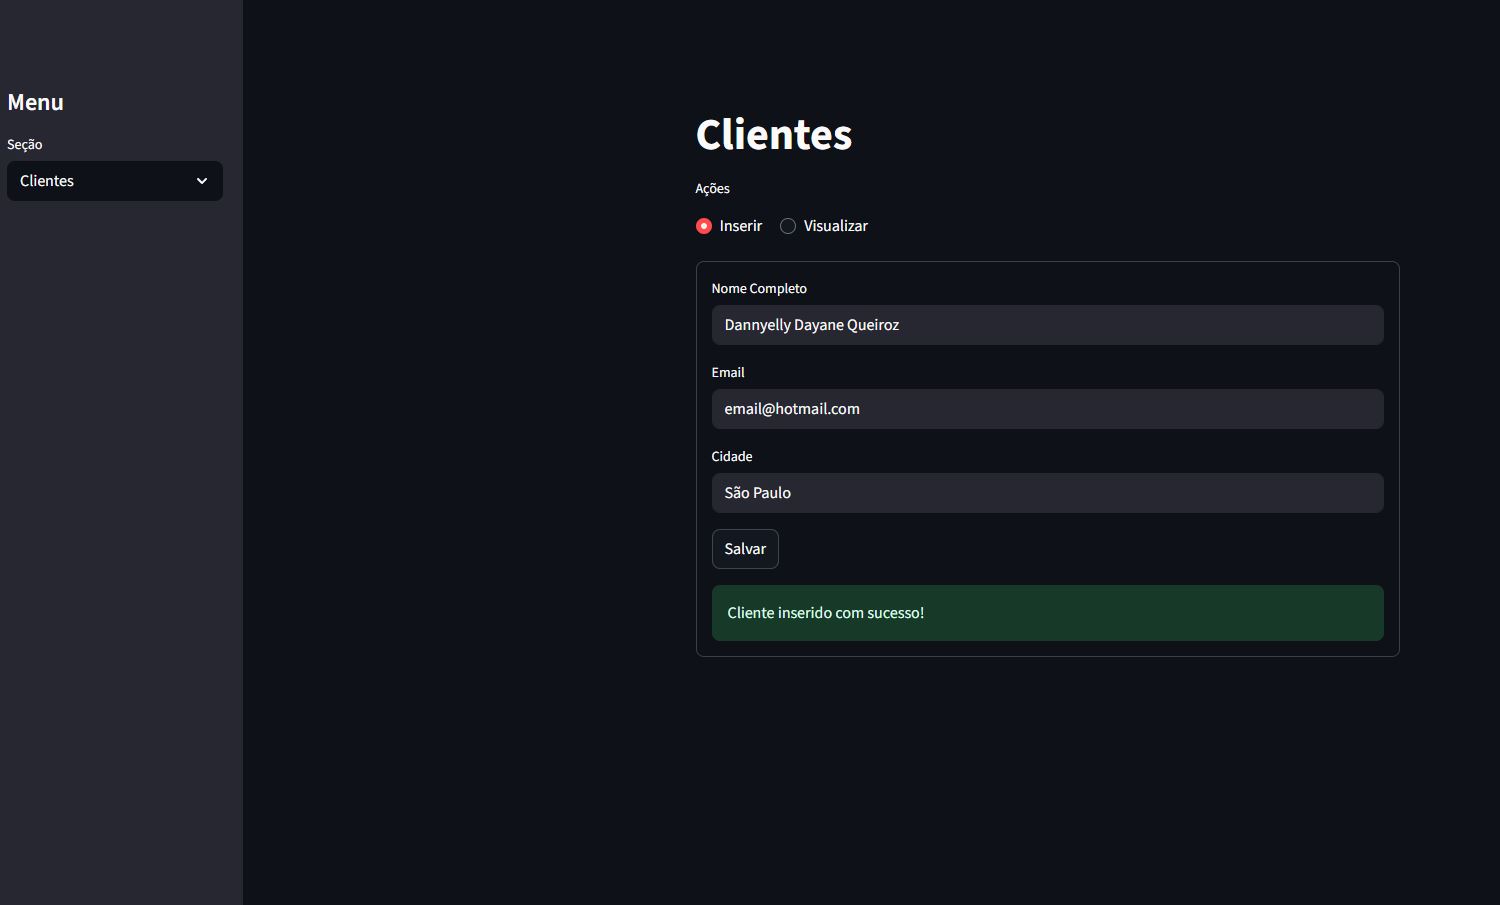 Menu
Seção
Clientes
Clientes
Ações
Inserir Visualizar
Nome Completo
Dannyelly Dayane Queiroz
Email
email@hotmail.com
Cidade
São Paulo
Salvar
Cliente inserido com sucesso!